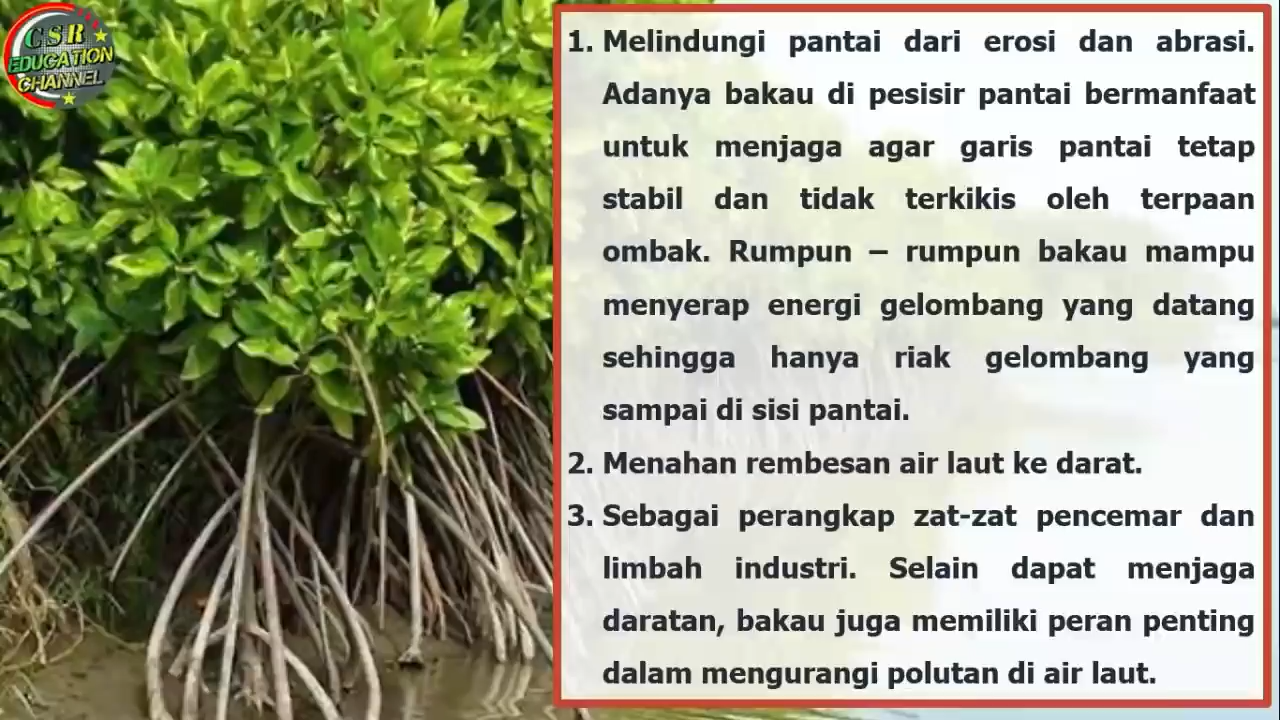 CSR
EDUCATION
CHANNEL
1. Melindungi pantai dari erosi dan abrasi.
Adanya bakau di pesisir pantai bermanfaat
untuk menjaga agar garis pantai tetap
stabil dan tidak terkikis oleh terpaan
ombak. Rumpun – rumpun bakau mampu
menyerap energi gelombang yang datang
sehingga hanya riak gelombang yang
sampai di sisi pantai.
2. Menahan rembesan air laut ke darat.
3. Sebagai perangkap zat-zat pencemar dan
limbah industri. Selain dapat menjaga
daratan, bakau juga memiliki peran penting
dalam mengurangi polutan di air laut.